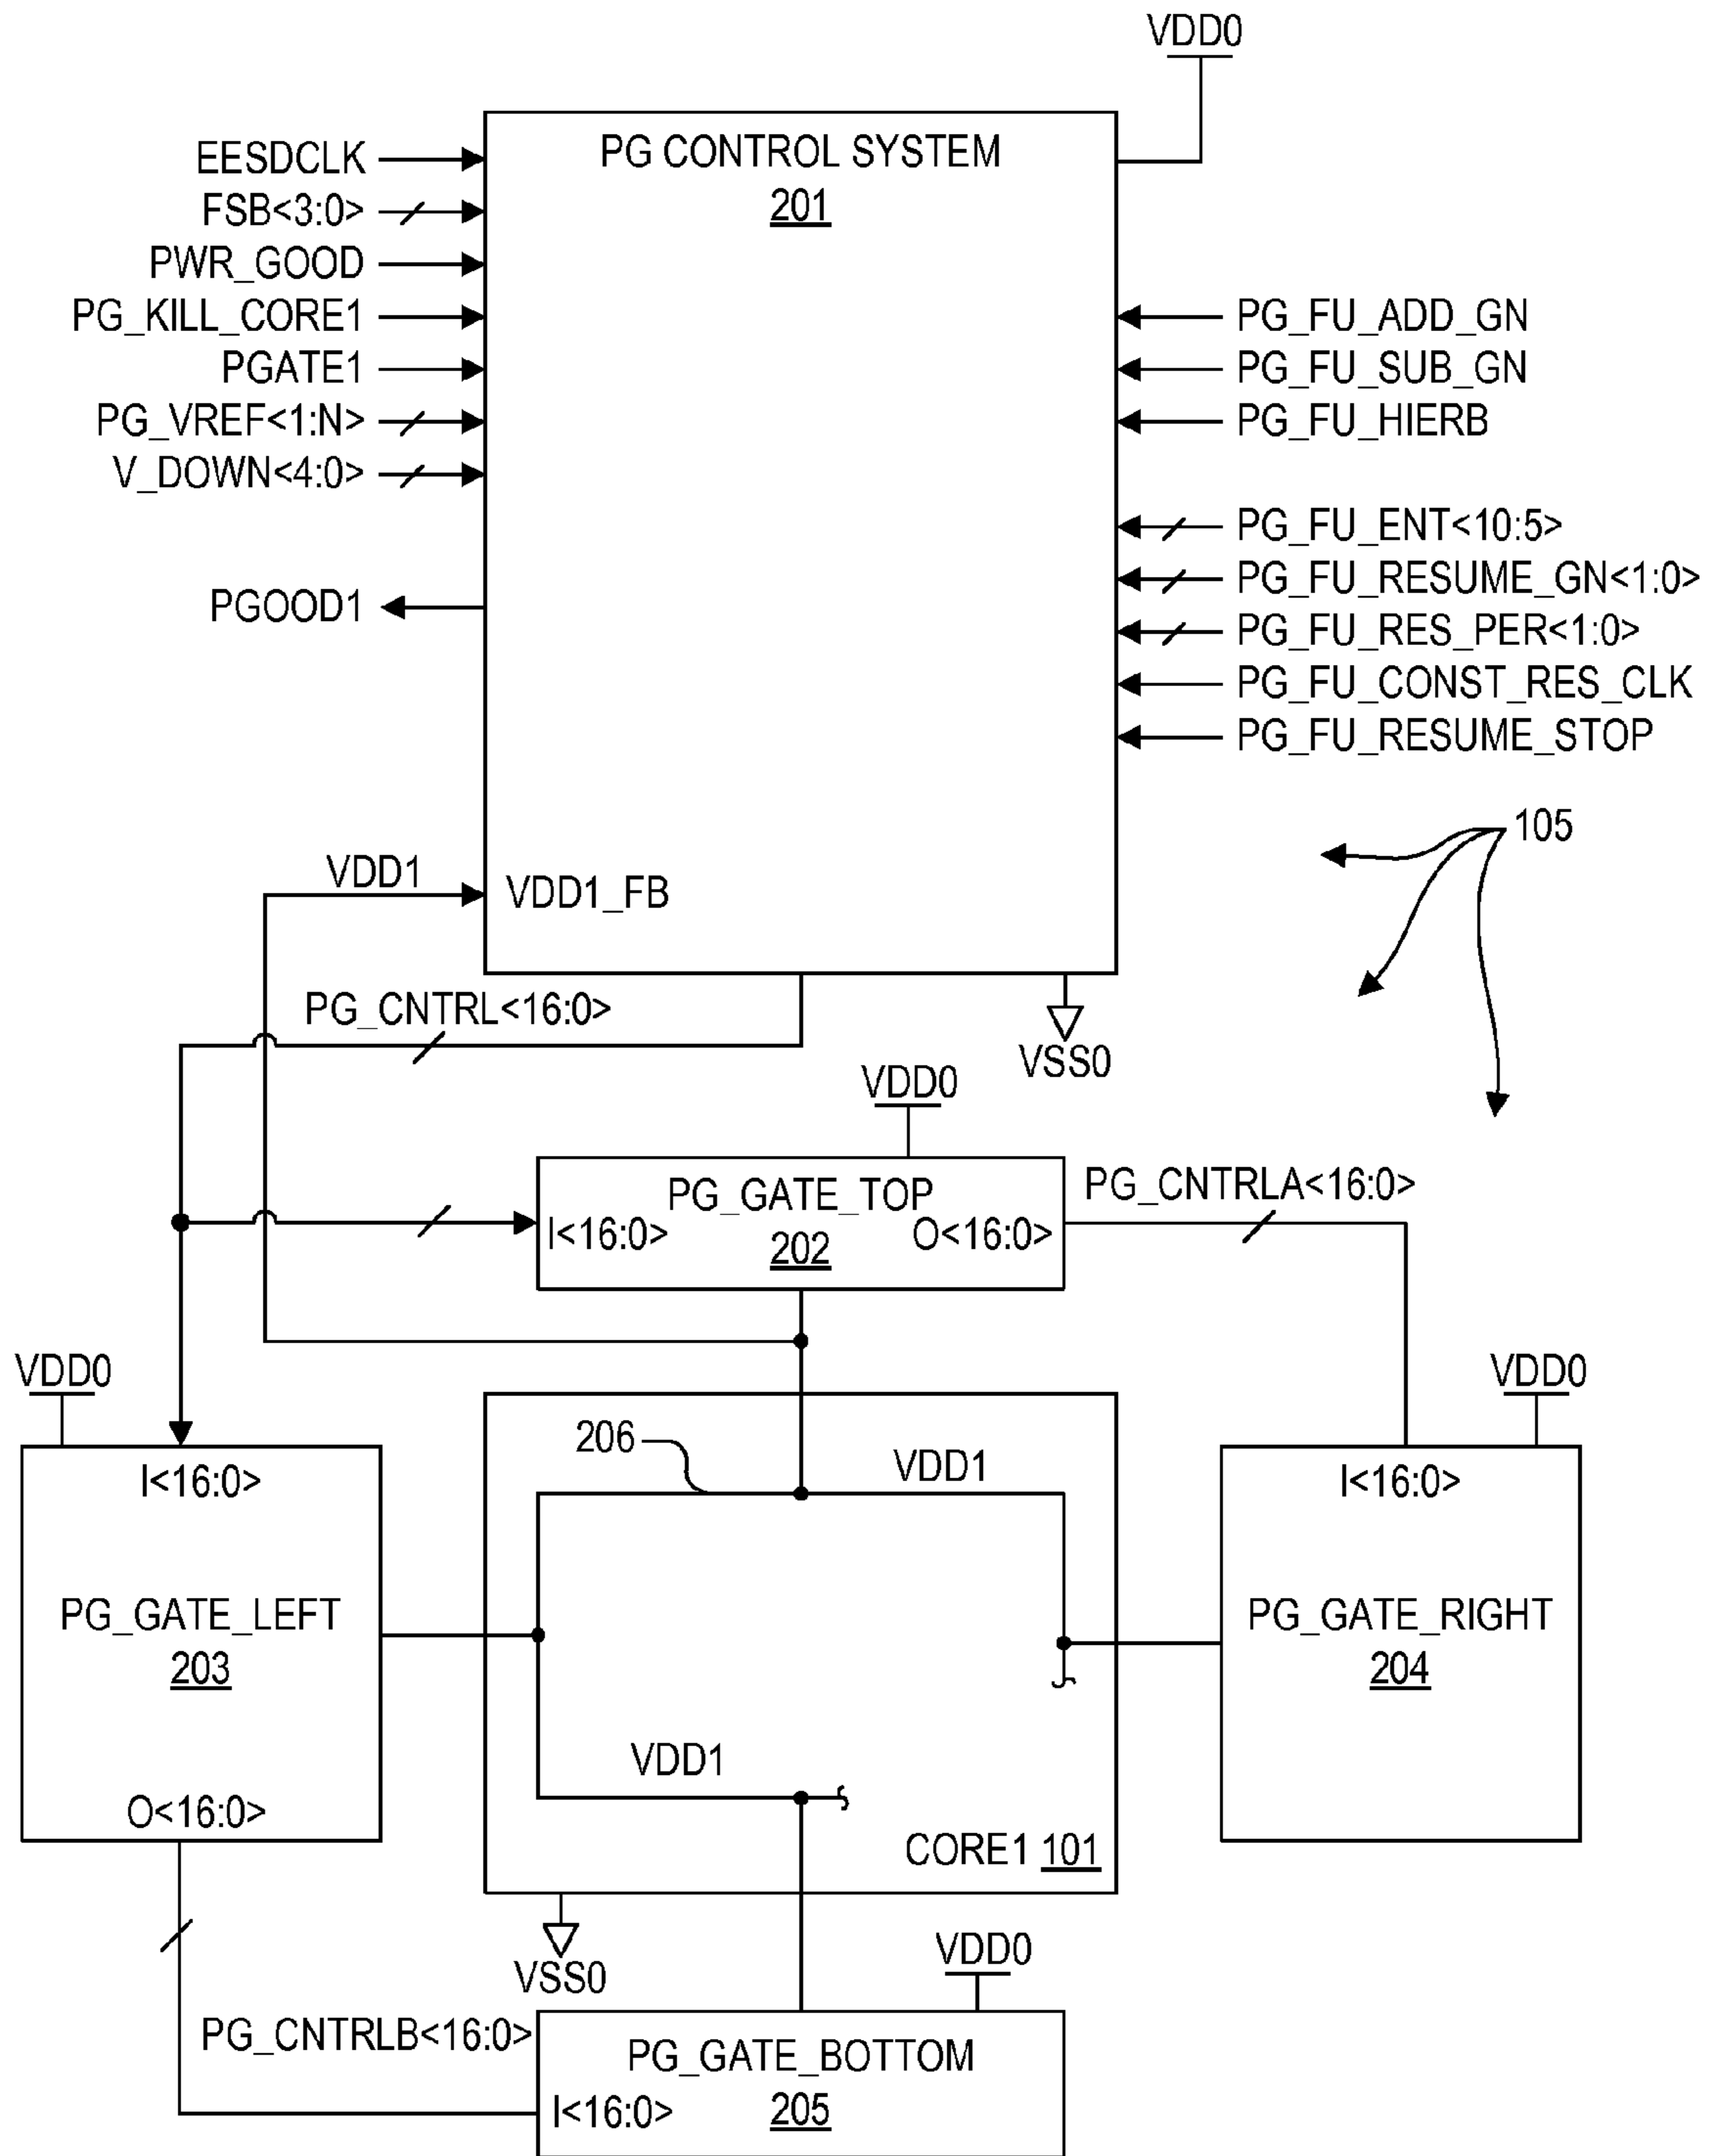 VDD0
PG CONTROL SYSTEM
201
EESDCLK
FSB<3:0>
PWR_GOOD
PG_KILL_CORE1
PGATE1
PG_VREF<1:N>
V_DOWN<4:0>
PGOOD1
PG_FU_ADD_GN
PG_FU_SUB_GN
PG_FU_HIERB
PG_FU_ENT<10:5>
PG_FU_RESUME_GN<1:0>
PG_FU_RES_PER<1:0>
PG_FU_CONST_RES_CLK
PG_FU_RESUME_STOP
105
VDD1
VDD1_FB
PG_CNTRL<16:0>
VSS0
VDD0
PG_GATE_TOP
I<16:0>
202
O<16:0>
PG_CNTRLA<16:0>
VDD0
VDD0
206
VDD1
I<16:0>
PG_GATE_LEFT
203
O<16:0>
I<16:0>
PG_GATE_RIGHT
204
VDD1
CORE1 101
VSS0
VDD0
PG_CNTRLB<16:0>
PG_GATE_BOTTOM
I<16:0>
205